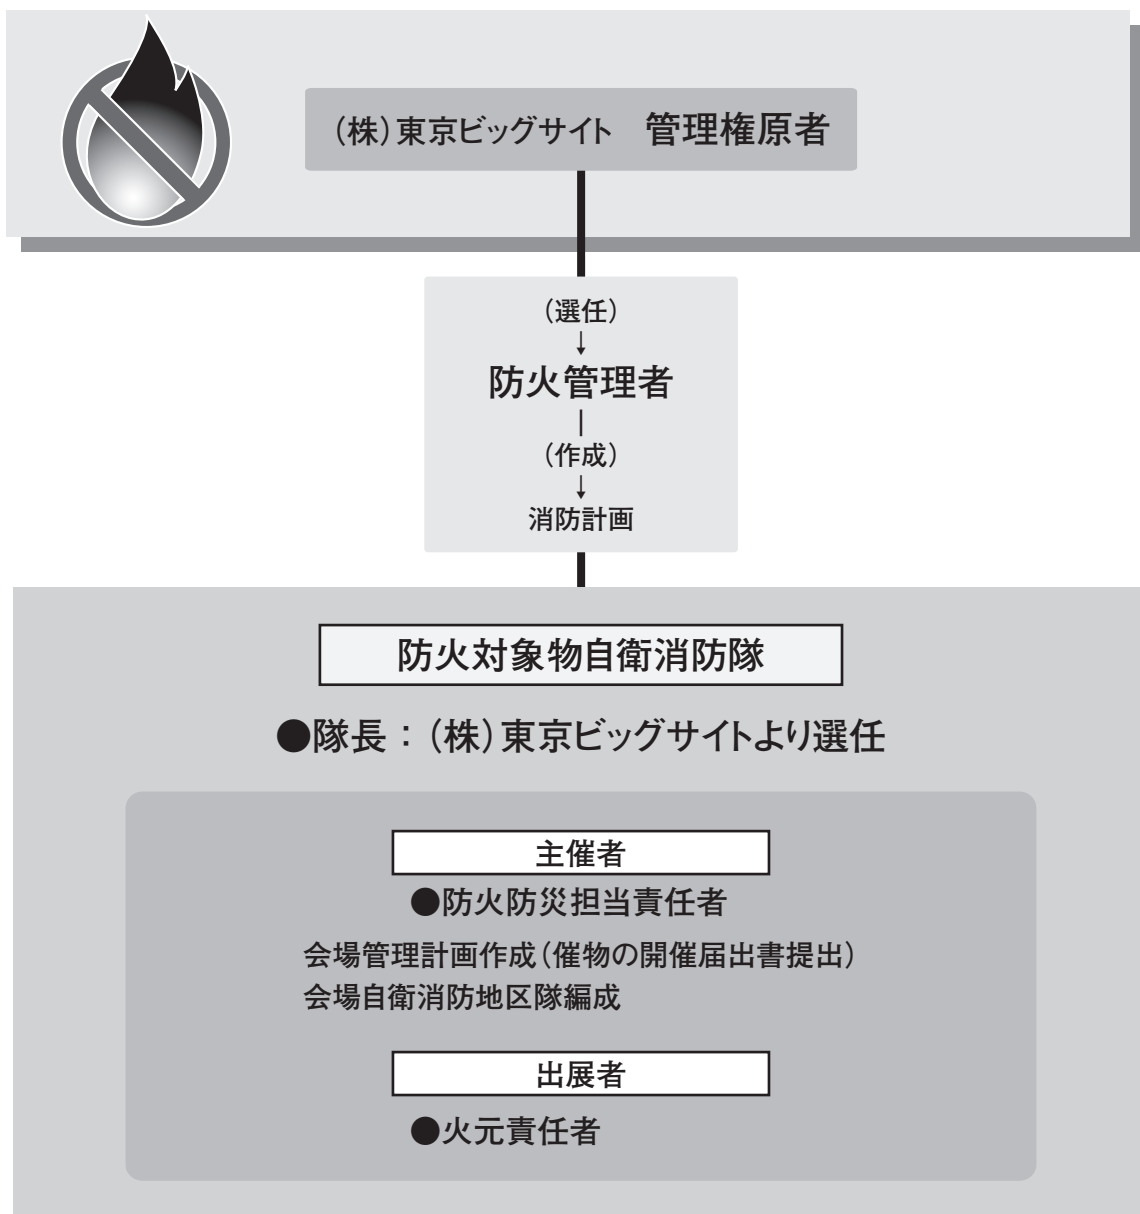 (株)東京ビッグサイト　管理権原者
(選任)
↓
防火管理者
(作成)
↓
消防計画
防火対象物自衛消防隊
●隊長：(株)東京ビッグサイトより選任
主催者
●防火防災担当責任者
会場管理計画作成(催物の開催届出書提出)
会場自衛消防地区隊編成
出展者
●火元責任者